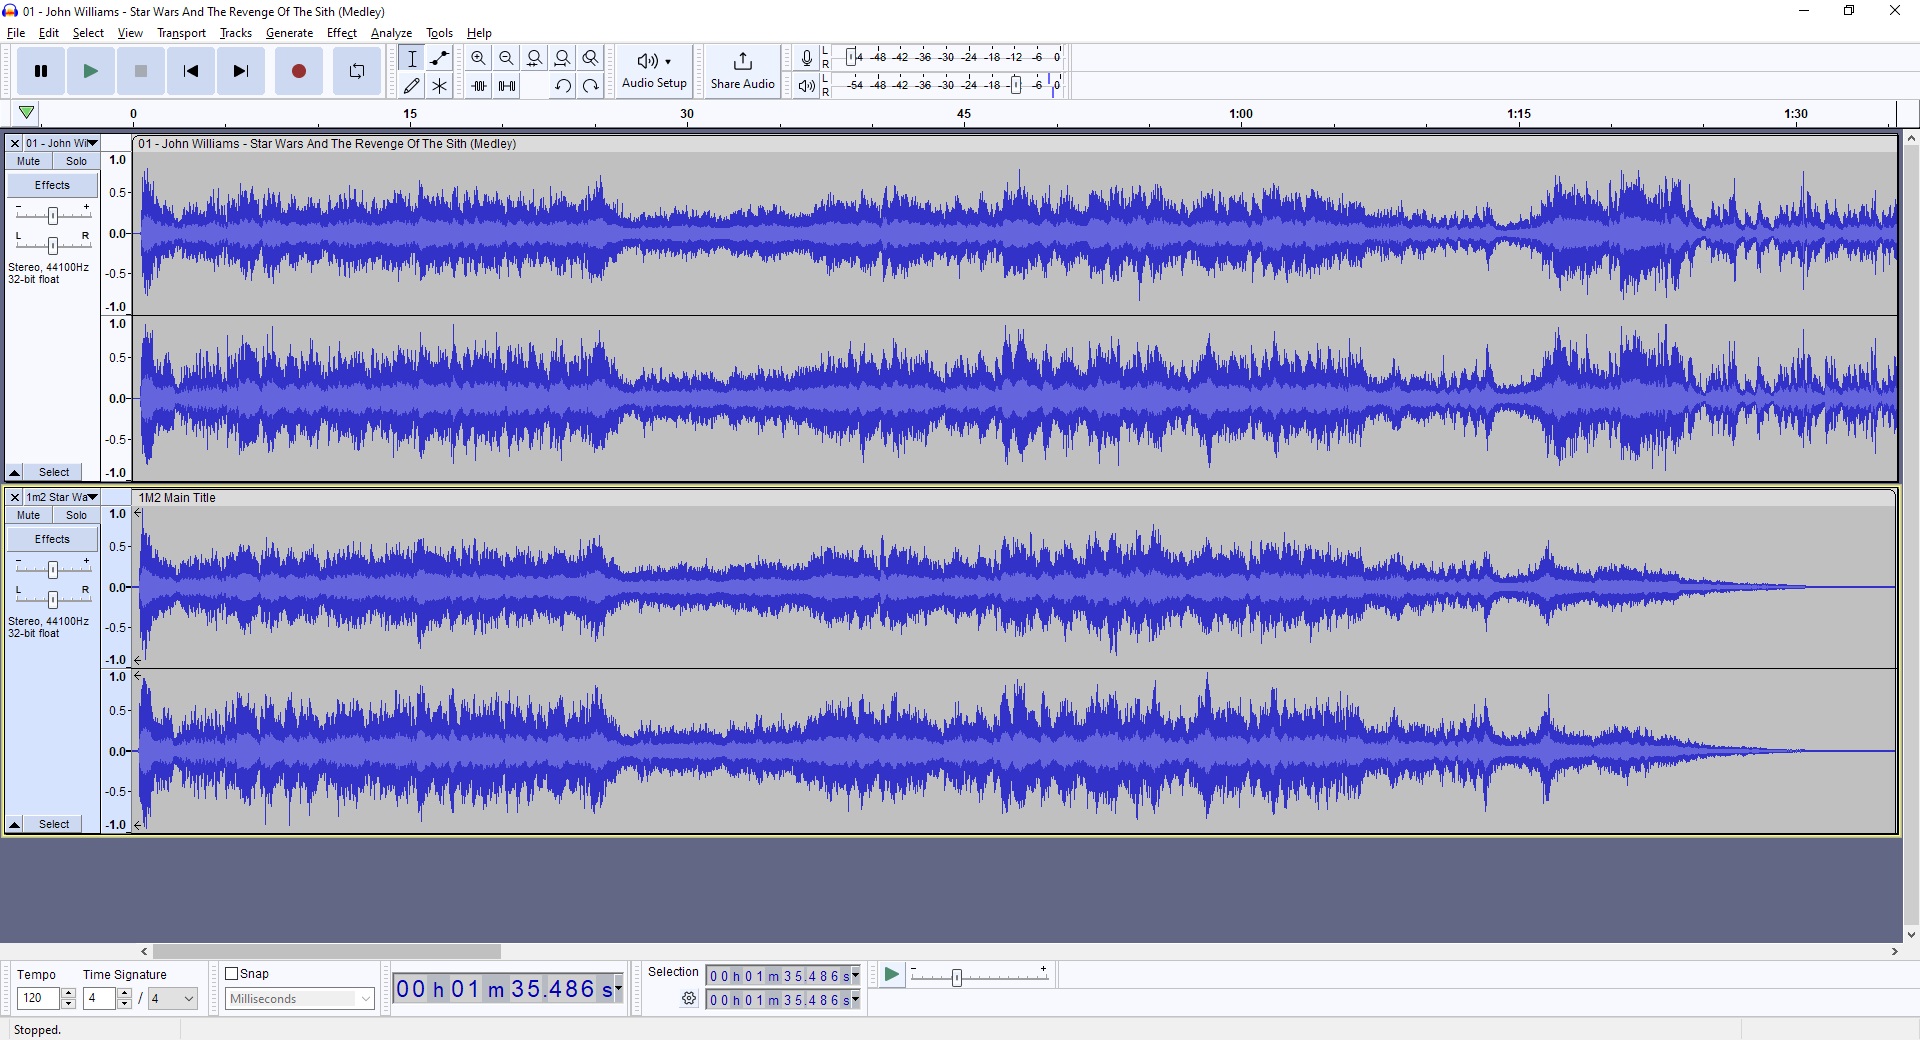 01 - John Williams - Star Wars And The Revenge Of The Sith (Medley)
File Edit Select View Transport Tracks Generate Effect Analyze Tools Help
Audio Setup
Share Audio
L
R
-48 -42 -36 -30 -24 -18 -12 -6 0
L
R
-54 -48 -42 -36 -30 -24 -18 -6 0
0 15 30 45 1:00 1:15 1:30
01 - John Wil
01 - John Williams - Star Wars And The Revenge Of The Sith (Medley)
Mute Solo
Effects
- +
L R
Stereo, 44100Hz
32-bit float
Select
1.0
0.5
0.0
-0.5
-1.0
1.0
0.5
0.0
-0.5
-1.0
1m2 Star Wa
1M2 Main Title
Mute Solo
Effects
- +
L R
Stereo, 44100Hz
32-bit float
Select
1.0
0.5
0.0
-0.5
-1.0
1.0
0.5
0.0
-0.5
-1.0
Tempo
120
Time Signature
4 / 4
Snap
Milliseconds
00 h 01 m 35.486 s
Selection
00 h 01 m 35.486 s
00 h 01 m 35.486 s
- +
Stopped.